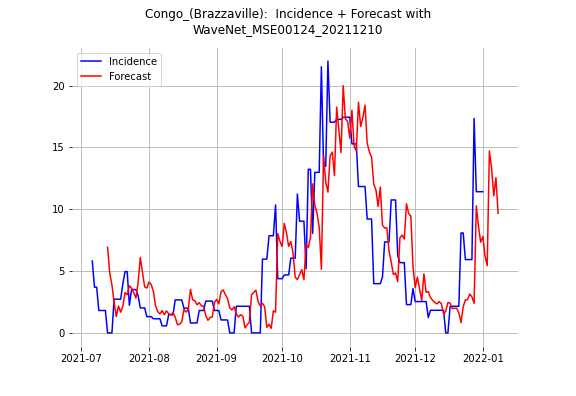 Congo_(Brazzaville):  Incidence + Forecast with
WaveNet_MSE00124_20211210
Incidence
Forecast
20
15
10
5
0
2021-07 2021-08 2021-09 2021-10 2021-11 2021-12 2022-01